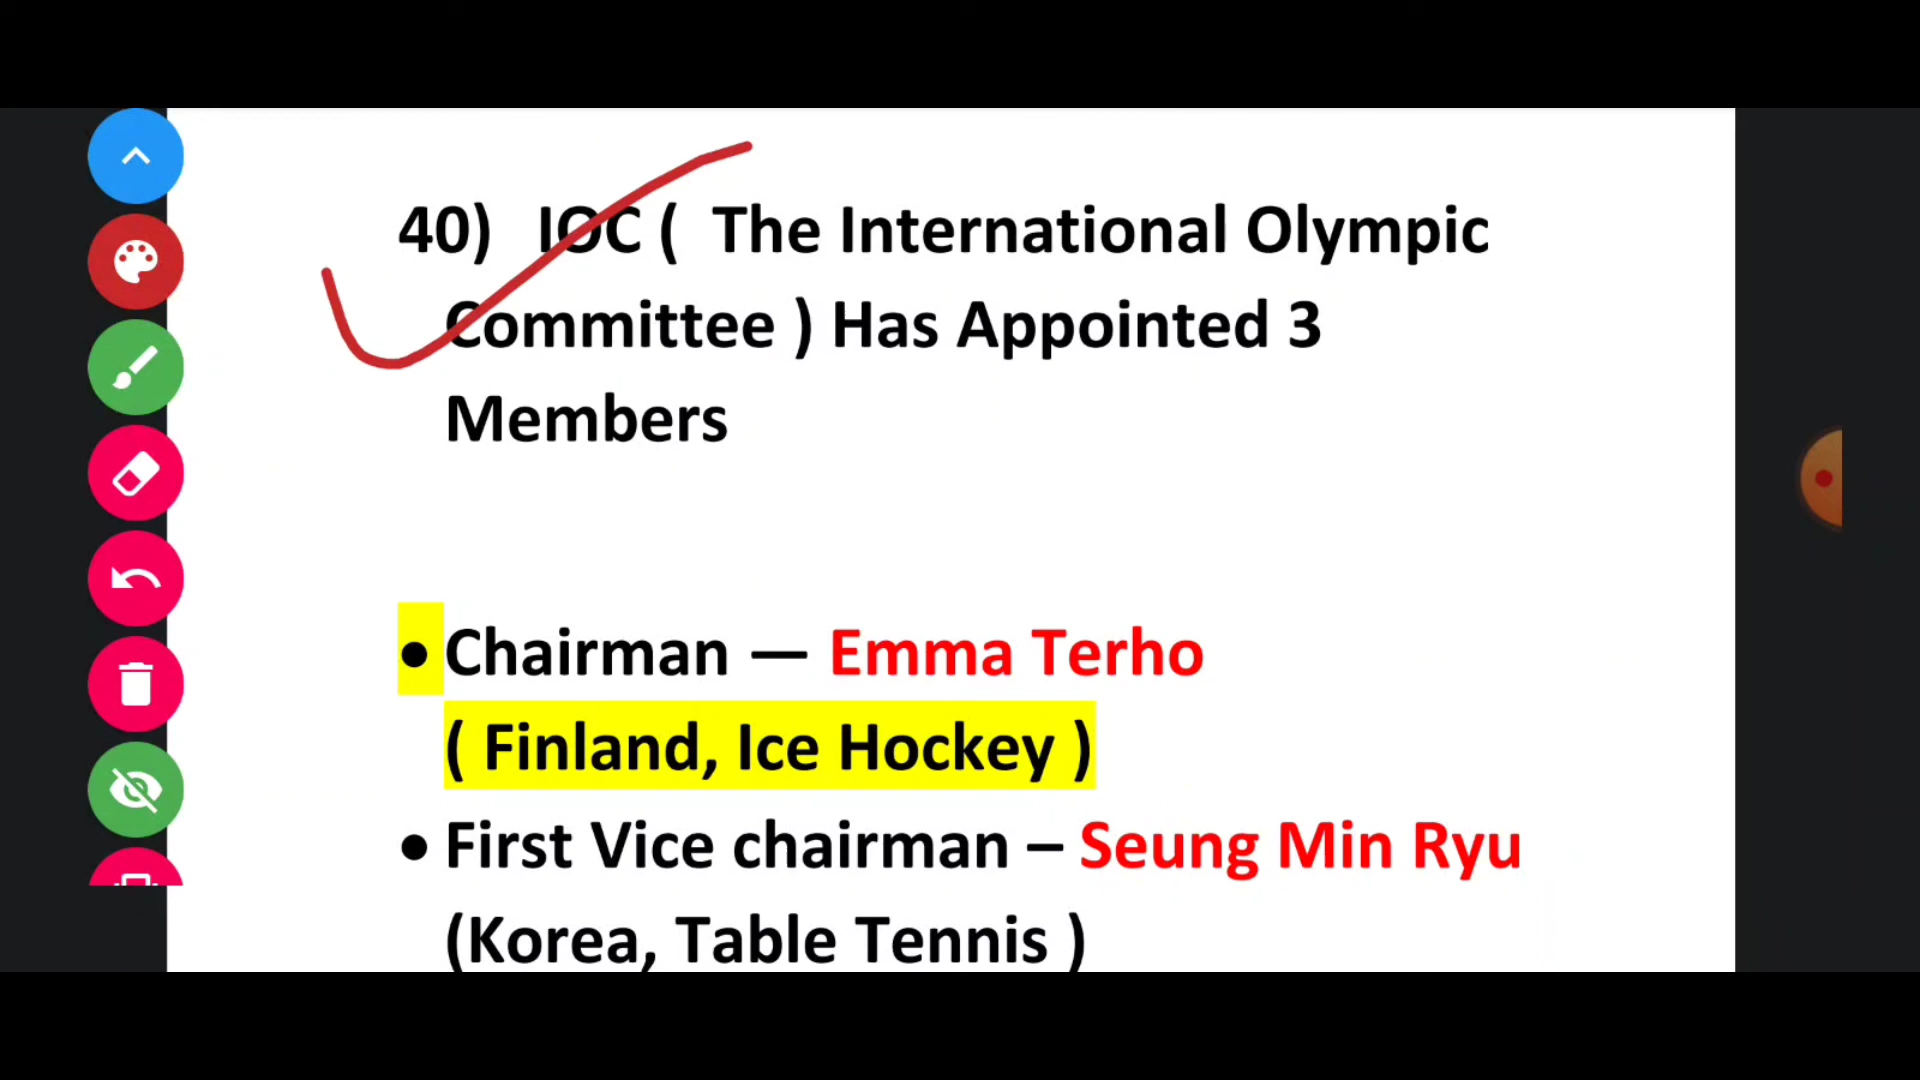 40) IOC ( The International Olympic
Committee ) Has Appointed 3
Members
• Chairman — Emma Terho
( Finland, Ice Hockey )
• First Vice chairman – Seung Min Ryu
(Korea, Table Tennis )